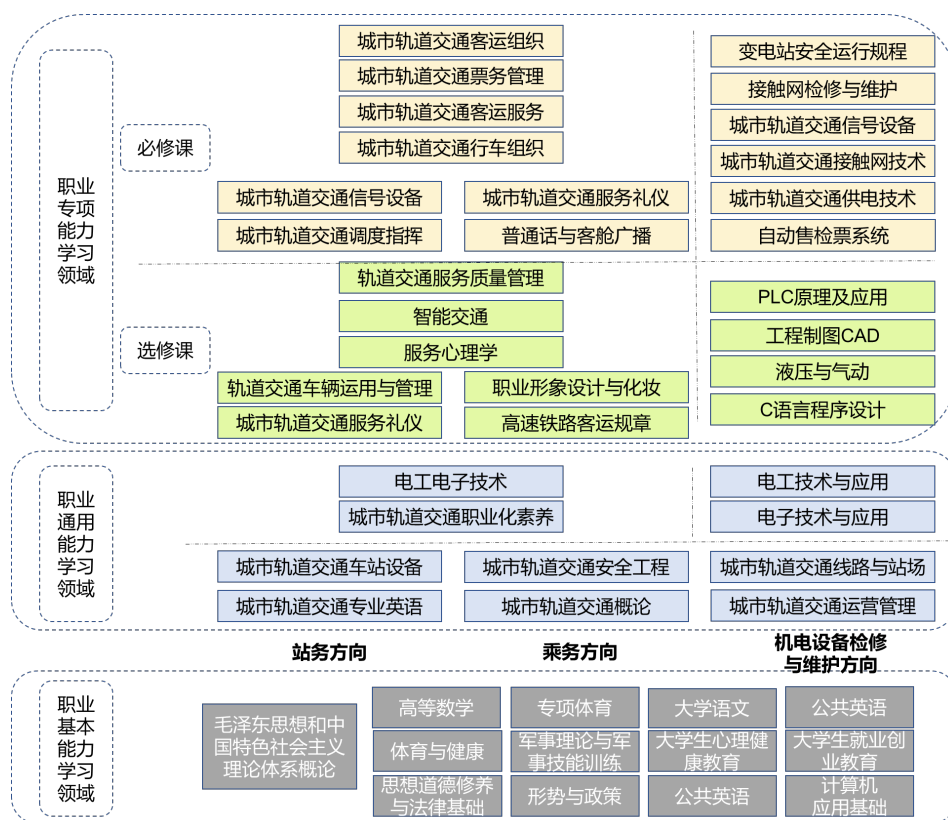 职业
专项
能力
学习
领域
必修课
城市轨道交通客运组织
城市轨道交通票务管理
城市轨道交通客运服务
城市轨道交通行车组织
城市轨道交通信号设备
城市轨道交通服务礼仪
城市轨道交通调度指挥
普通话与客舱广播
变电站安全运行规程
接触网检修与维护
城市轨道交通信号设备
城市轨道交通接触网技术
城市轨道交通供电技术
自动售检票系统
选修课
轨道交通服务质量管理
智能交通
服务心理学
轨道交通车辆运用与管理
职业形象设计与化妆
城市轨道交通服务礼仪
高速铁路客运规章
PLC原理及应用
工程制图CAD
液压与气动
C语言程序设计
职业
通用
能力
学习
领域
电工电子技术
城市轨道交通职业化素养
电工技术与应用
电子技术与应用
城市轨道交通车站设备
城市轨道交通安全工程
城市轨道交通线路与站场
城市轨道交通专业英语
城市轨道交通概论
城市轨道交通运营管理
站务方向
乘务方向
机电设备检修
与维护方向
职业
基本
能力
学习
领域
毛泽东思想和中
国特色社会主义
理论体系概论
高等数学
专项体育
大学语文
公共英语
体育与健康
军事理论与军
事技能训练
大学生心理健
康教育
大学生就业创
业教育
思想道德修养
与法律基础
形势与政策
公共英语
计算机
应用基础